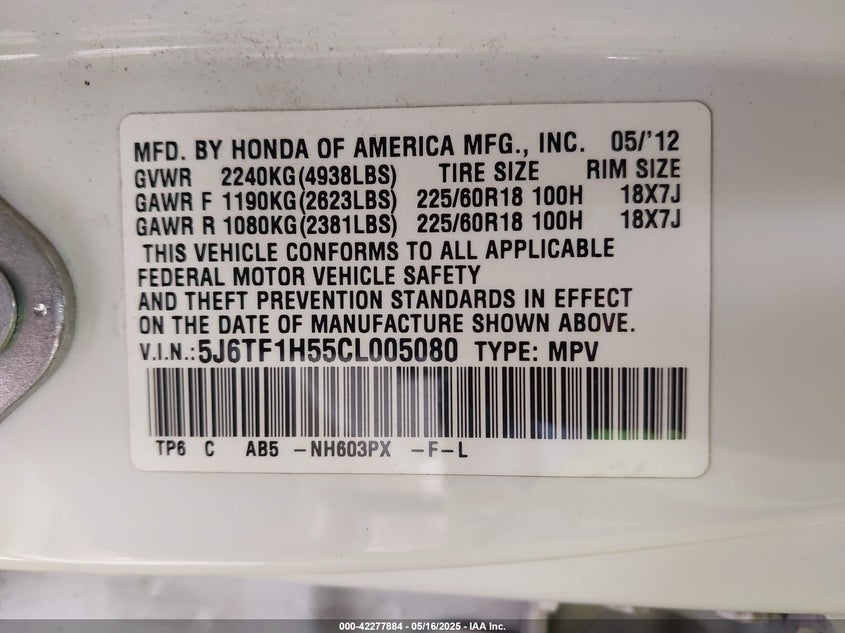 MFD. BY HONDA OF AMERICA MFG., INC. 05/'12
GVWR 2240KG(4938LBS) TIRE SIZE RIM SIZE
GAWR F 1190KG(2623LBS) 225/60R18 100H 18X7J
GAWR R 1080KG(2381LBS) 225/60R18 100H 18X7J
THIS VEHICLE CONFORMS TO ALL APPLICABLE
FEDERAL MOTOR VEHICLE SAFETY
AND THEFT PREVENTION STANDARDS IN EFFECT
ON THE DATE OF MANUFACTURE SHOWN ABOVE.
V.I.N.:5J6TF1H55CL005080 TYPE: MPV
TP6 C AB5 -NH603PX -F-L
000-42277884 - 05/16/2025 - IAA Inc.